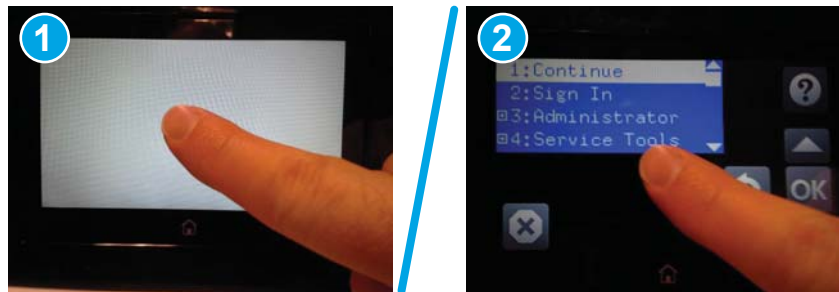 1
2
1:Continue
2:Sign In
3:Administrator
4:Service Tools
?
OK